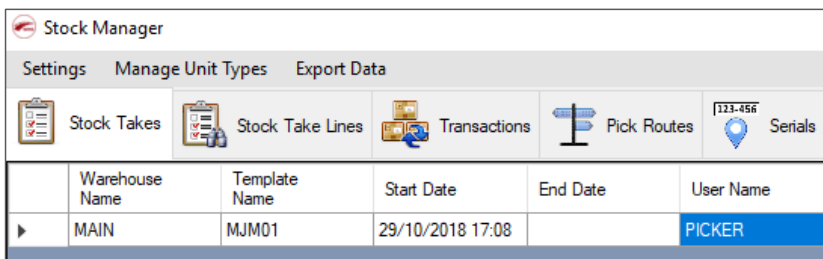 Stock Manager
Settings Manage Unit Types Export Data
Stock Takes Stock Take Lines Transactions Pick Routes 123-456 Serials
Warehouse Name Template Name Start Date End Date User Name
MAIN MJM01 29/10/2018 17:08 PICKER